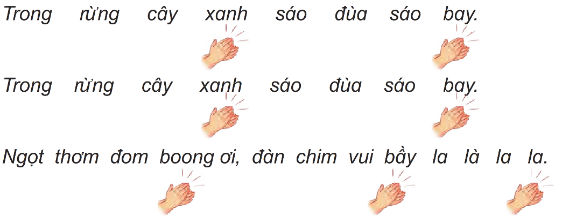 Trong rừng cây xanh sáo đùa sáo bay.
Trong rừng cây xanh sáo đùa sáo bay.
Ngọt thơm đom boong ơi, đàn chim vui bầy la là la la.